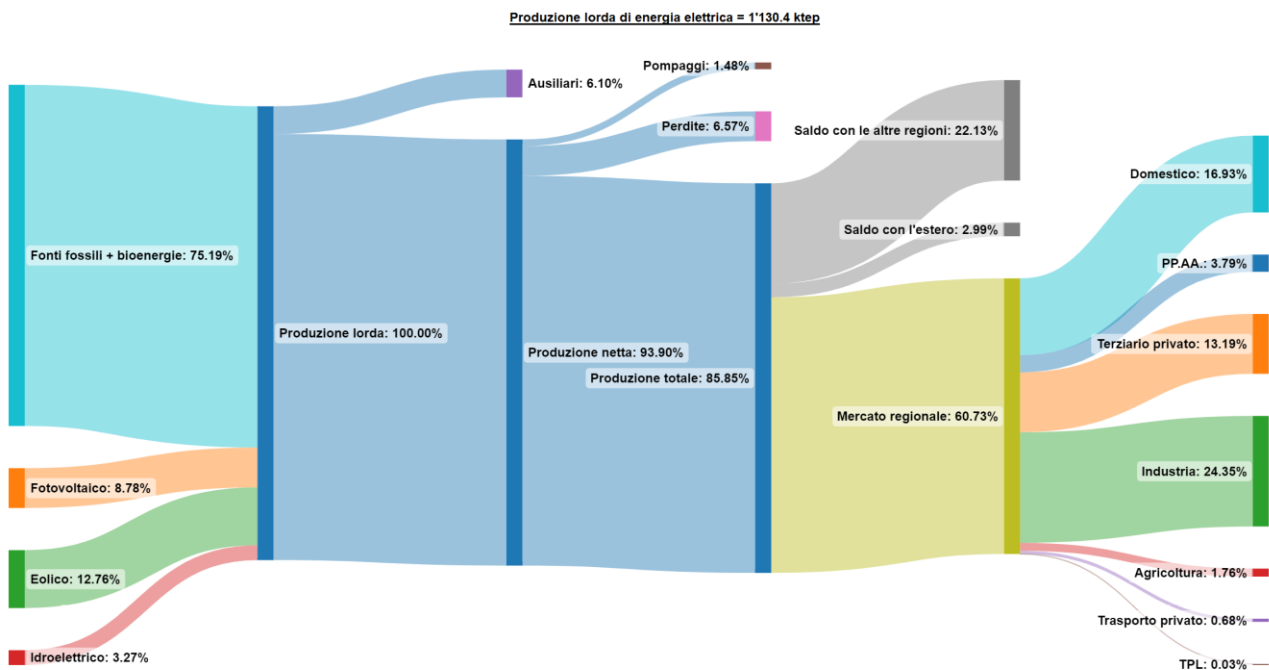 Produzione lorda di energia elettrica = 1'130.4 ktep
Fonti fossili + bioenergie: 75.19%
Fotovoltaico: 8.78%
Eolico: 12.76%
Idroelettrico: 3.27%
Produzione lorda: 100.00%
Ausiliari: 6.10%
Produzione netta: 93.90%
Pompaggi: 1.48%
Perdite: 6.57%
Produzione totale: 85.85%
Saldo con le altre regioni: 22.13%
Saldo con l'estero: 2.99%
Mercato regionale: 60.73%
Domestico: 16.93%
PP.AA.: 3.79%
Terziario privato: 13.19%
Industria: 24.35%
Agricoltura: 1.76%
Trasporto privato: 0.68%
TPL: 0.03%